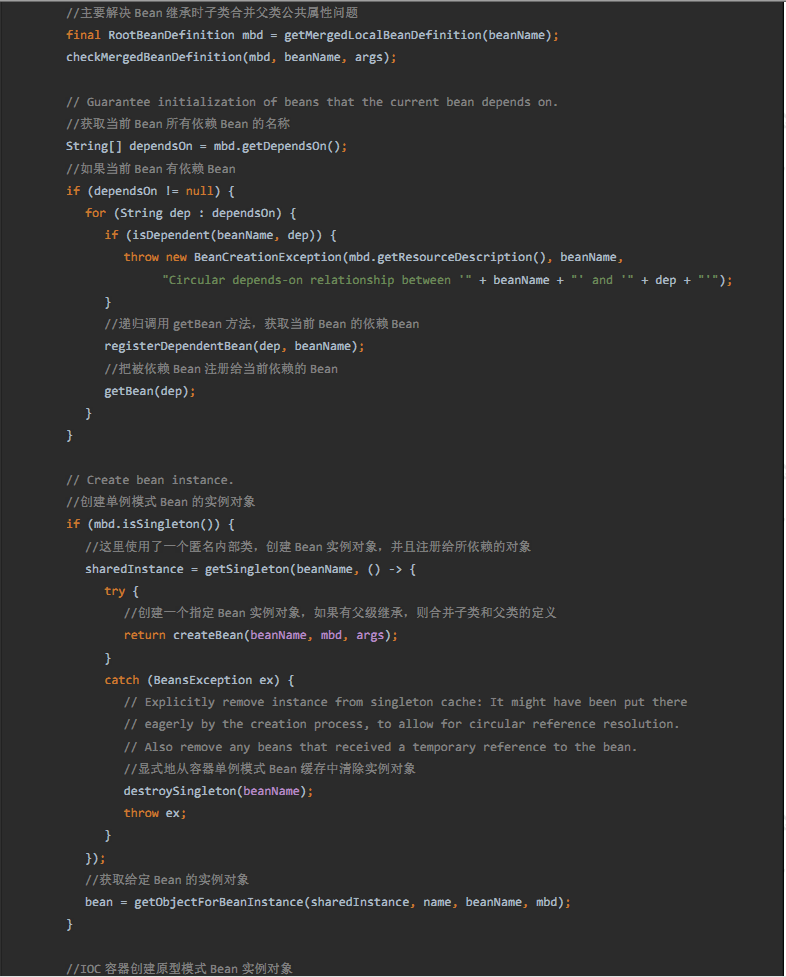 //主要解决 Bean 继承时子类合并父类公共属性问题
final RootBeanDefinition mbd = getMergedLocalBeanDefinition(beanName);
checkMergedBeanDefinition(mbd, beanName, args);
// Guarantee initialization of beans that the current bean depends on.
//获取当前 Bean 所有依赖 Bean 的名称
String[] dependsOn = mbd.getDependsOn();
//如果当前 Bean 有依赖 Bean
if (dependsOn != null) {
for (String dep : dependsOn) {
if (isDependent(beanName, dep)) {
throw new BeanCreationException(mbd.getResourceDescription(), beanName,
"Circular depends-on relationship between '" + beanName + "' and '" + dep + "'");
}
//递归调用 getBean 方法，获取当前 Bean 的依赖 Bean
registerDependentBean(dep, beanName);
//把被依赖 Bean 注册给当前依赖的 Bean
getBean(dep);
}
}
// Create bean instance.
//创建单例模式 Bean 的实例对象
if (mbd.isSingleton()) {
//这里使用了一个匿名内部类，创建 Bean 实例对象，并且注册给所依赖的对象
sharedInstance = getSingleton(beanName, () -> {
try {
//创建一个指定 Bean 实例对象，如果有父级继承，则合并子类和父类的定义
return createBean(beanName, mbd, args);
}
catch (BeansException ex) {
// Explicitly remove instance from singleton cache: It might have been put there
// eagerly by the creation process, to allow for circular reference resolution.
// Also remove any beans that received a temporary reference to the bean.
//显式地从容器单例模式 Bean 缓存中清除实例对象
destroySingleton(beanName);
throw ex;
}
});
//获取给定 Bean 的实例对象
bean = getObjectForBeanInstance(sharedInstance, name, beanName, mbd);
}
//IOC 容器创建原型模式 Bean 实例对象